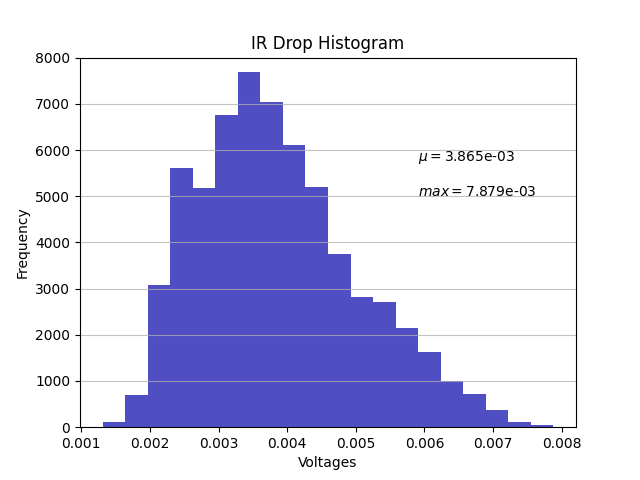 IR Drop Histogram
8000
7000
6000
5000
4000
3000
2000
1000
0
Frequency
μ = 3.865e-03
max = 7.879e-03
0.001 0.002 0.003 0.004 0.005 0.006 0.007 0.008
Voltages